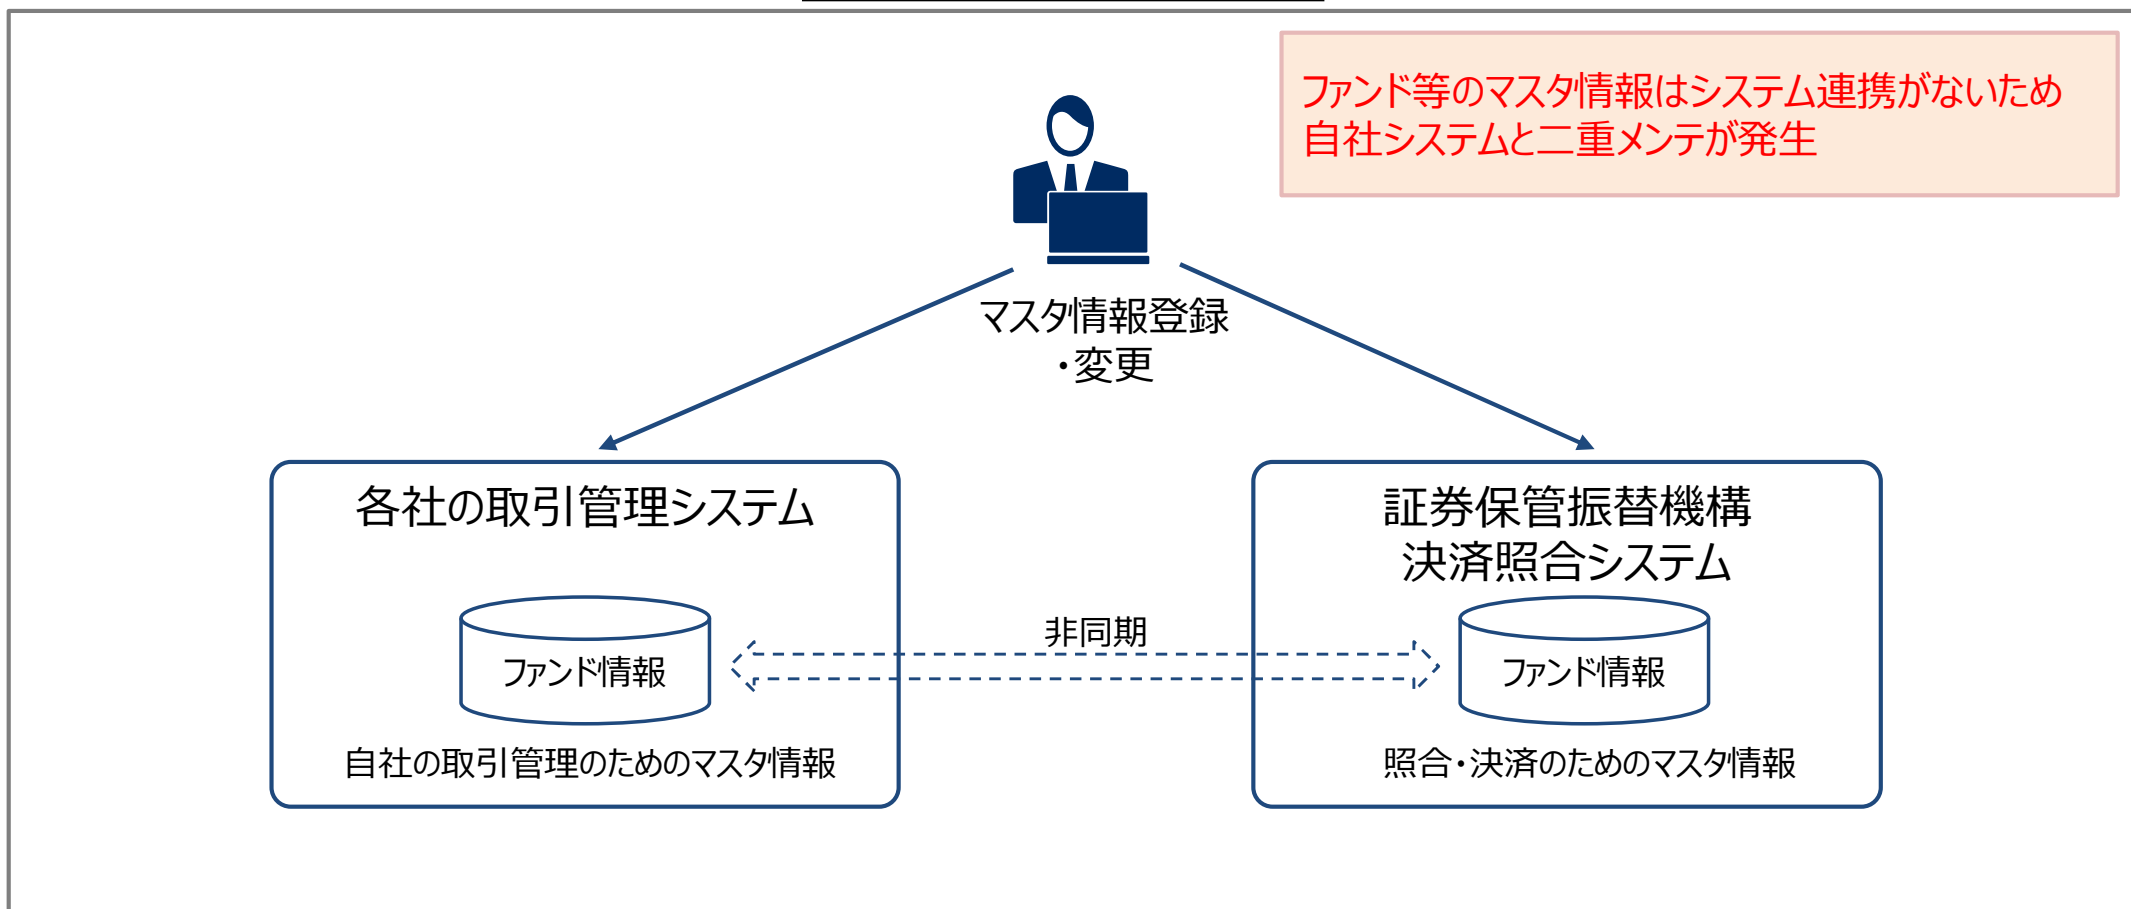 ファンド等のマスタ情報はシステム連携がないため
自社システムと二重メンテが発生
マスタ情報登録
・変更
各社の取引管理システム
証券保管振替機構
決済照合システム
非同期
ファンド情報
ファンド情報
自社の取引管理のためのマスタ情報
照合・決済のためのマスタ情報